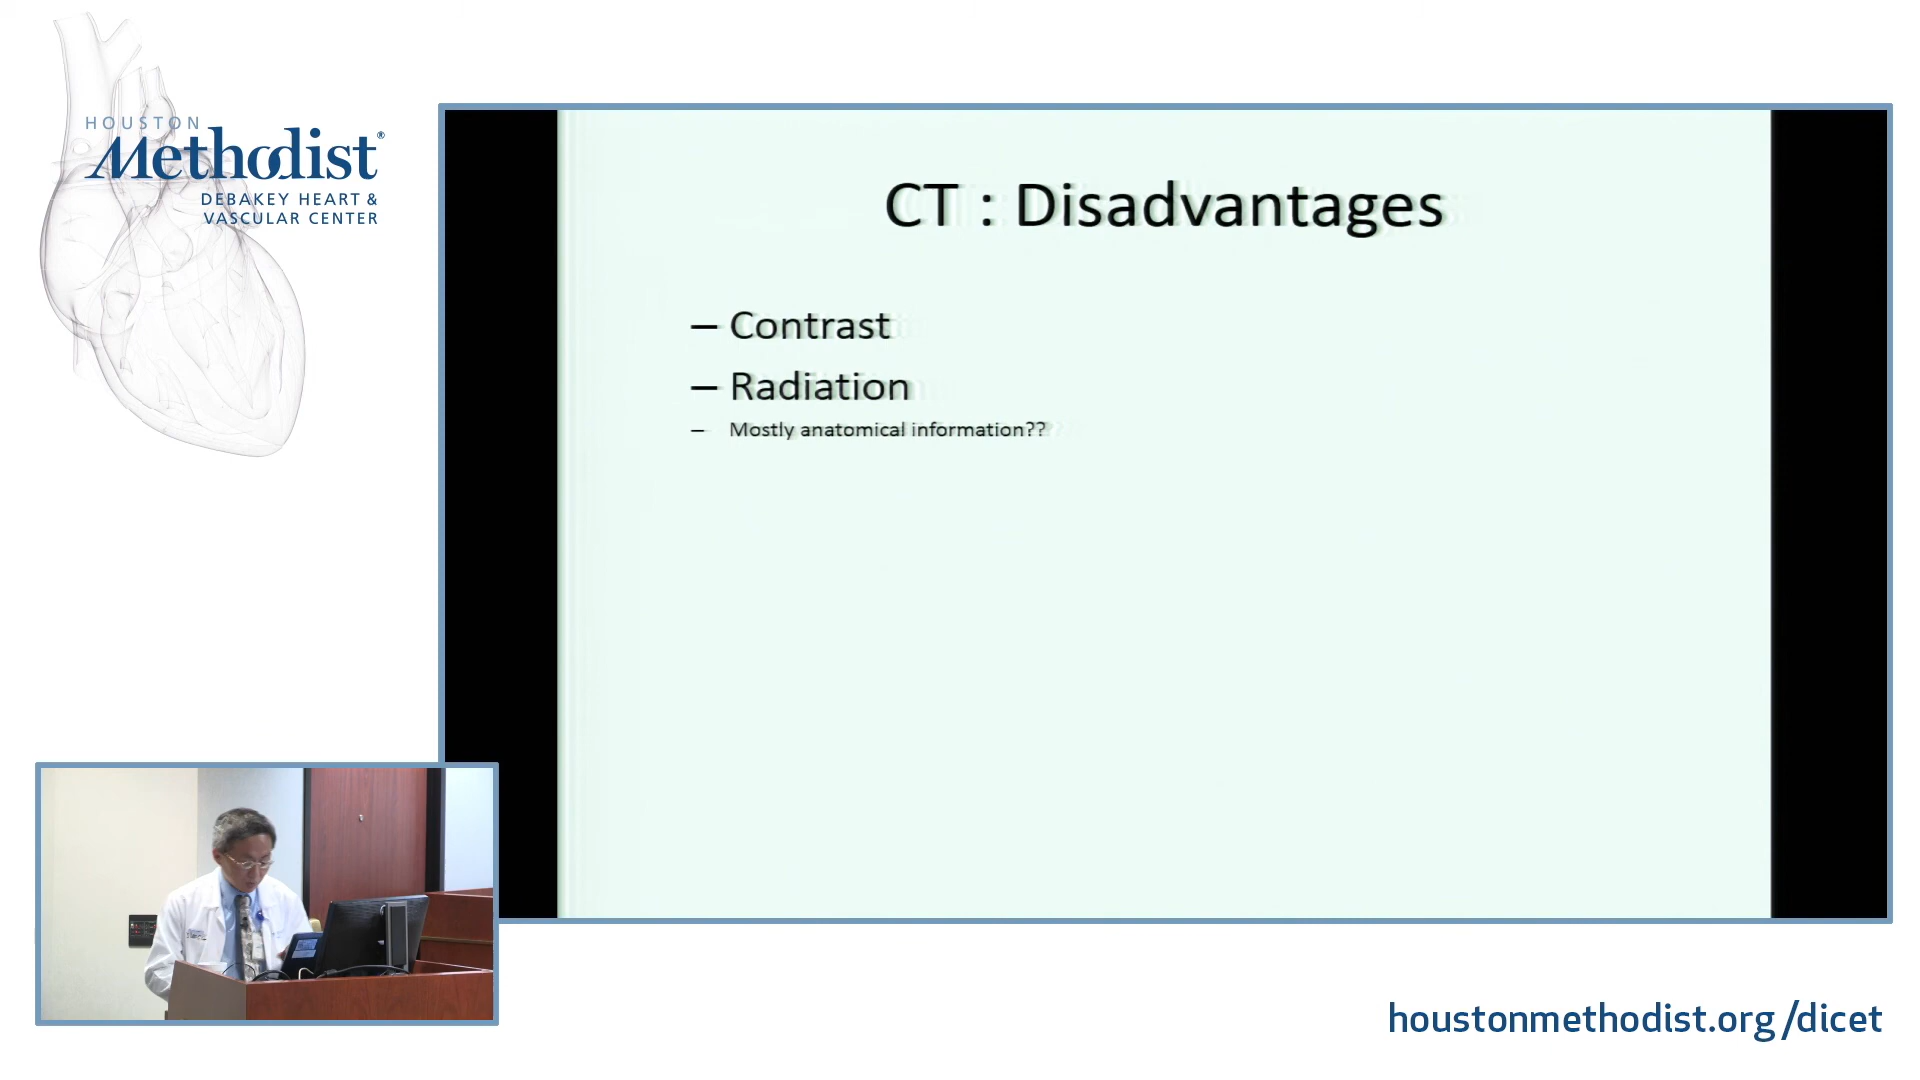 HOUSTON
Methodist®
DEBAKEY HEART &
VASCULAR CENTER
CT : Disadvantages
– Contrast
– Radiation
– Mostly anatomical information??
houstonmethodist.org/dicet